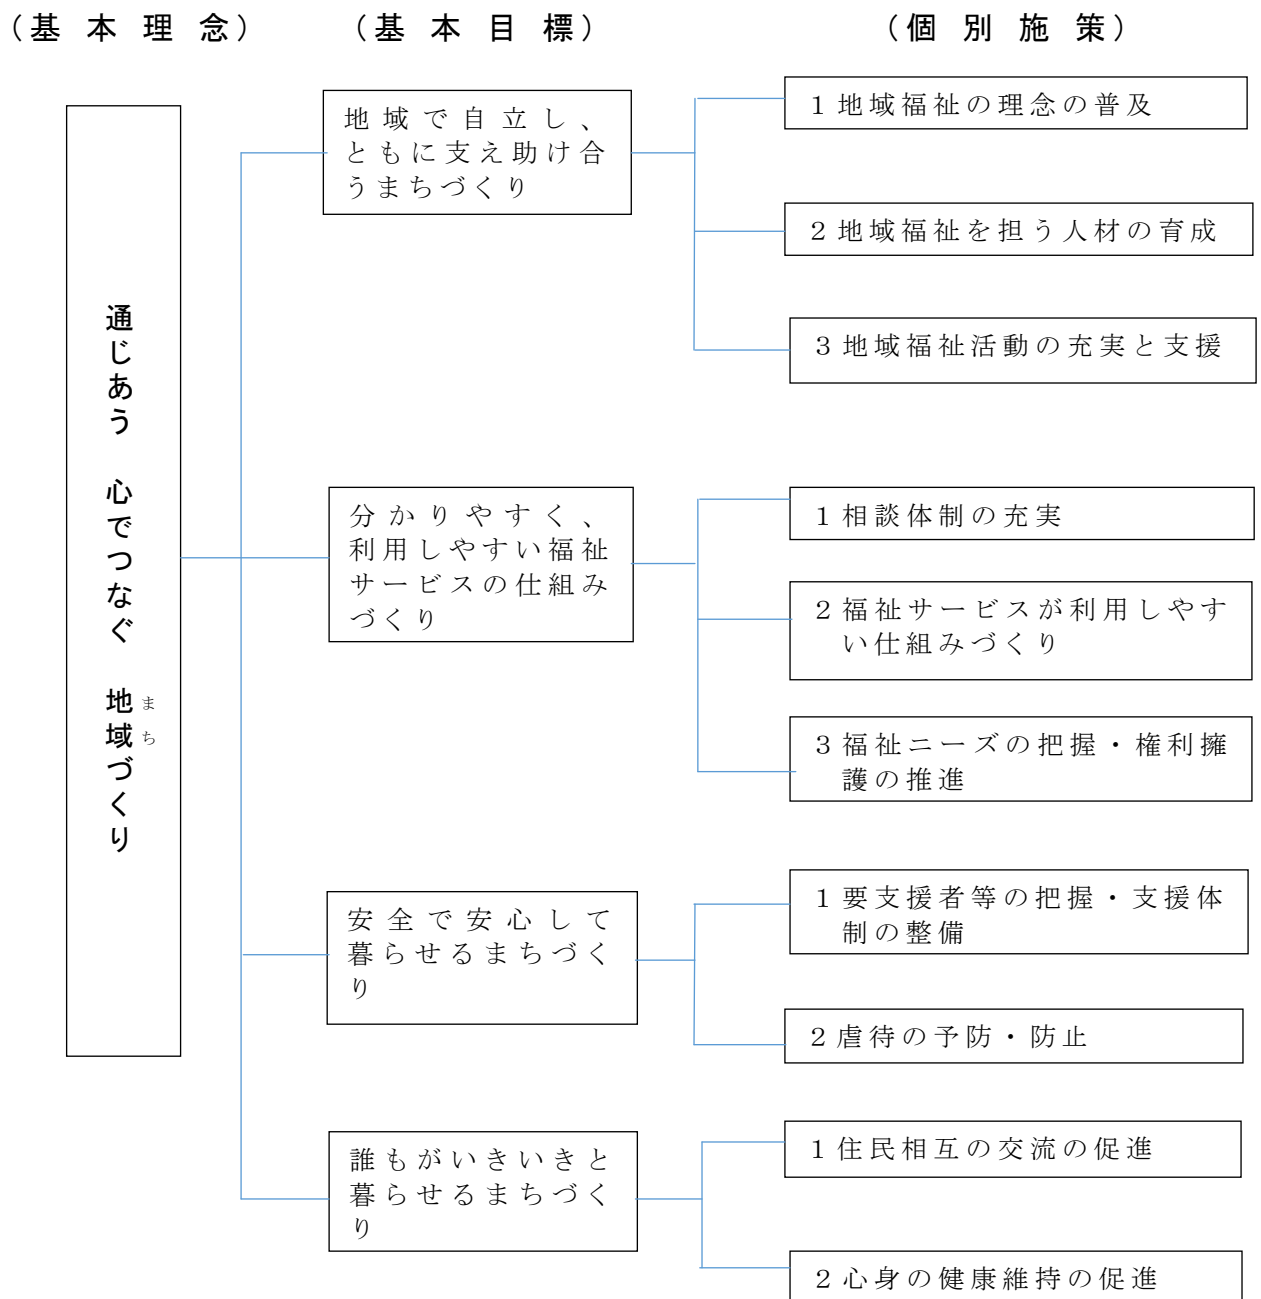 （基本理念）
（基本目標）
（個別施策）
通じあう　心でつなぐ　地域づくり
まち
地域で自立し、
ともに支え助け合
うまちづくり
1 地域福祉の理念の普及
2 地域福祉を担う人材の育成
3 地域福祉活動の充実と支援
分かりやすく、
利用しやすい福祉
サービスの仕組み
づくり
1 相談体制の充実
2 福祉サービスが利用しやす
い仕組みづくり
3 福祉ニーズの把握・権利擁
護の推進
安全で安心して
暮らせるまちづく
り
1 要支援者等の把握・支援体
制の整備
2 虐待の予防・防止
誰もがいきいきと
暮らせるまちづく
り
1 住民相互の交流の促進
2 心身の健康維持の促進